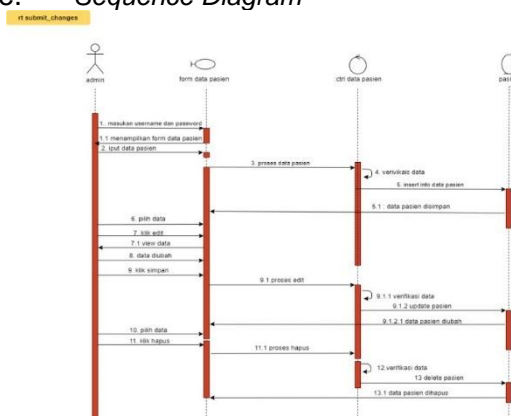 Sequence Diagram
rt submit_changes
admin
form data pasien
ctrl data pasien
pasi
1. masukan username dan password
1.1 menampilkan form data pasien
2. iput data pasien
3. proses data pasien
4. verivikasi data
5. insert into data pasien
5.1 : data pasien disimpan
6. pilih data
7. klik edit
7.1 view data
8. data diubah
9. klik simpan
9.1 proses edit
9.1.1 verifikasi data
9.1.2 update pasien
9.1.2.1 data pasien diubah
10. pilih data
11. klik hapus
11.1 proses hapus
12.verifikasi data
13 delete pasien
13.1 data pasien dihapus